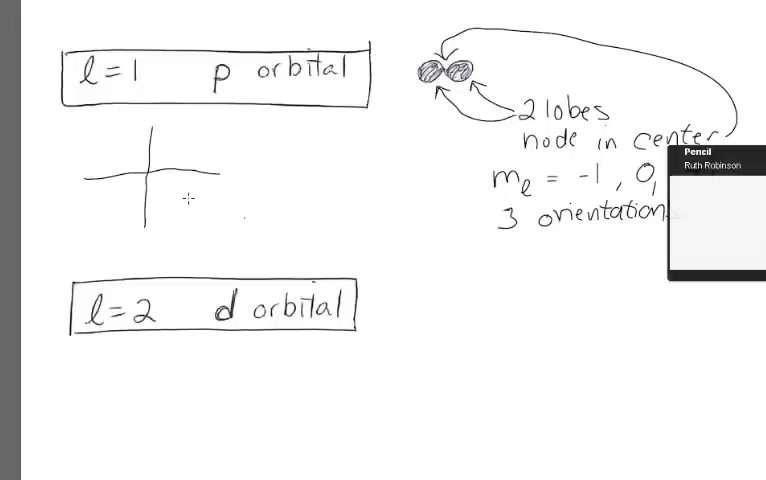 l = 1 p orbital
2 lobes
node in center
Pencil
Ruth Robinson
ml = -1, 0,
3 orientation
l = 2 d orbital